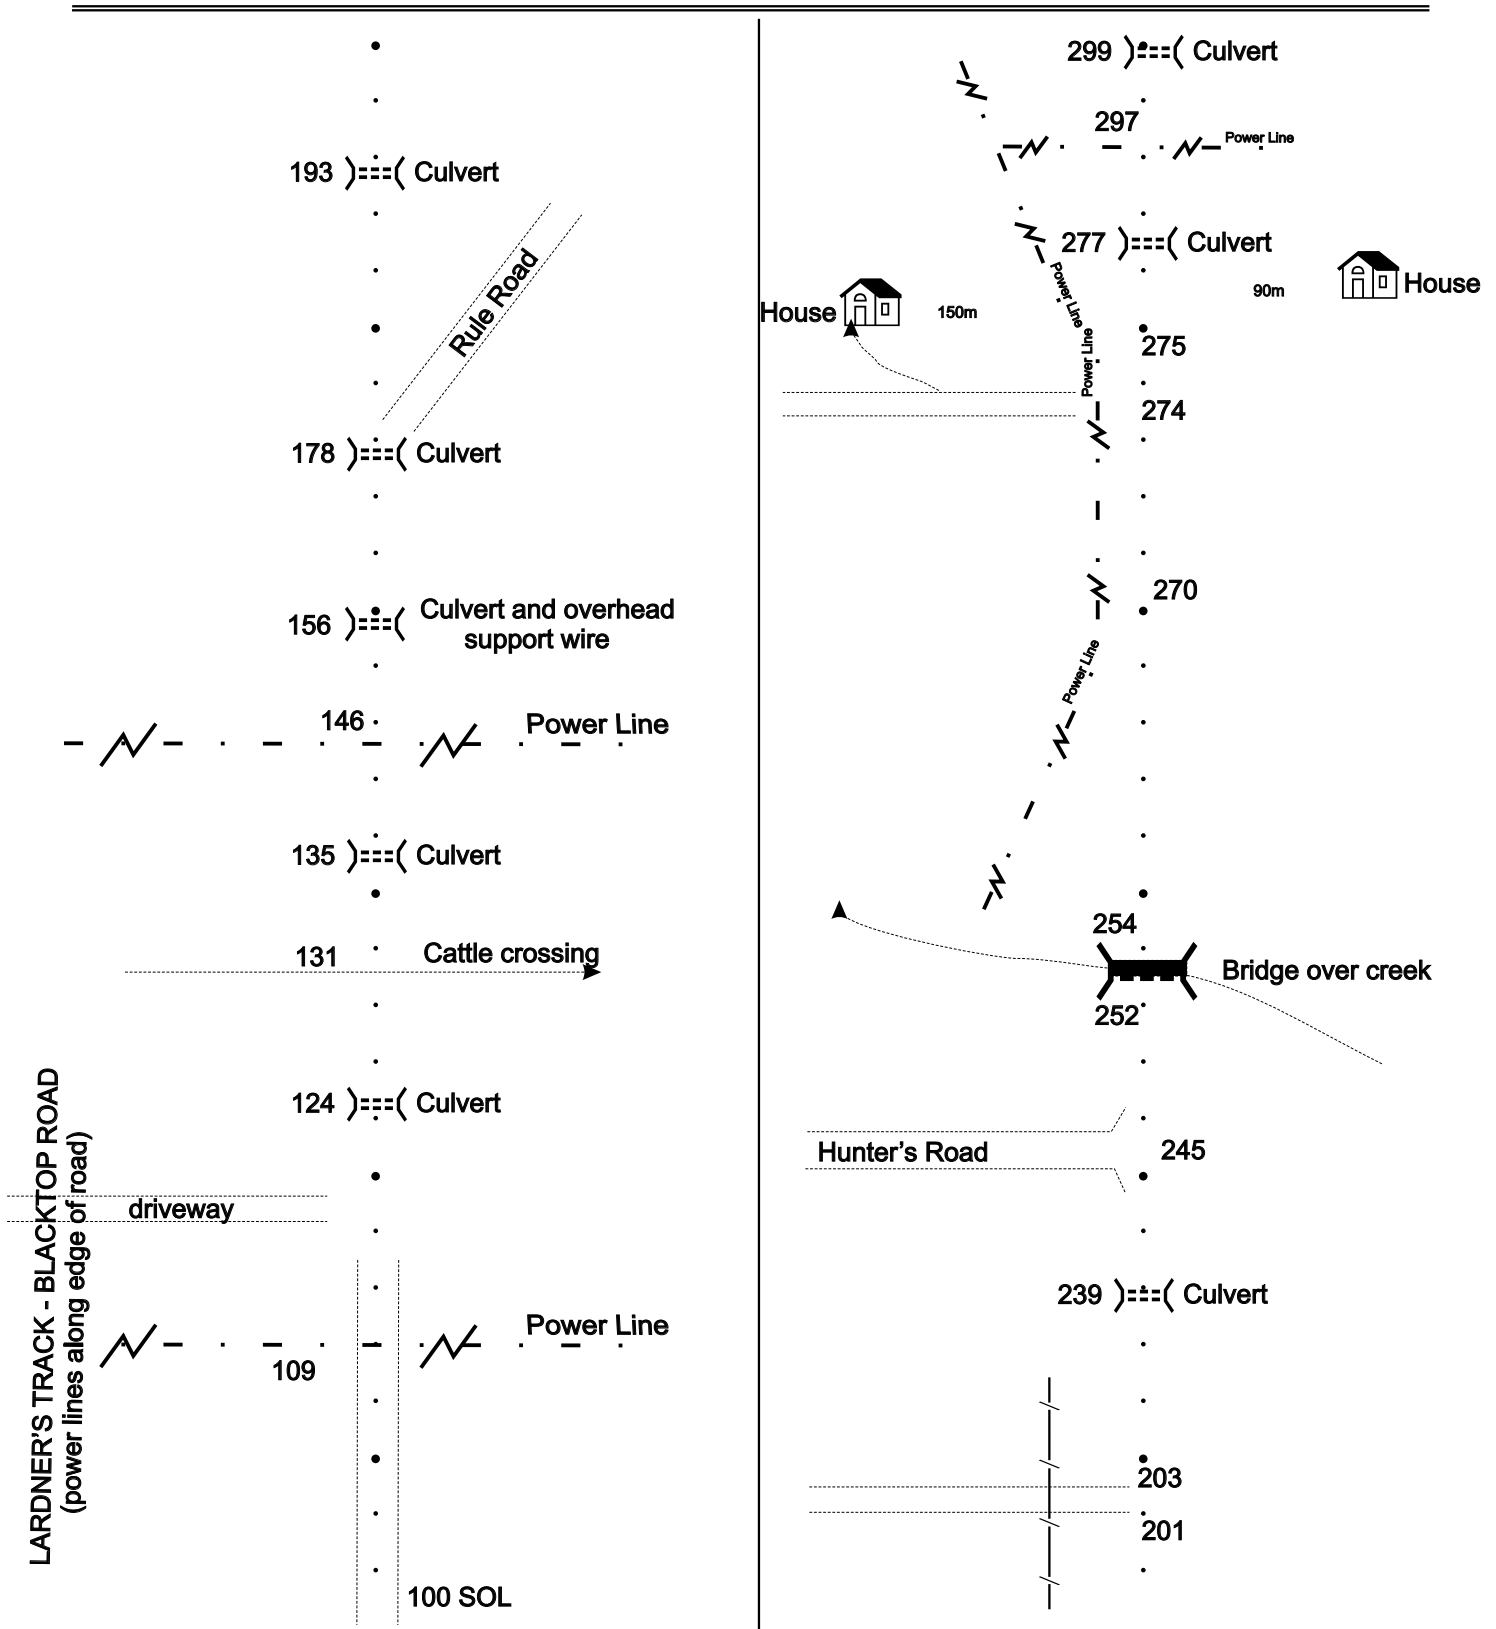 193 Culvert
Rule Road
178 Culvert
156 Culvert and overhead
support wire
146 Power Line
135 Culvert
131 Cattle crossing
124 Culvert
LARDNER'S TRACK - BLACKTOP ROAD
(power lines along edge of road)
driveway
Power Line
109
100 SOL
299 Culvert
297 Power Line
277 Culvert
Power Line
House 150m
90m House
Power Line
275
274
270
Power Line
254
Bridge over creek
252
Hunter's Road 245
239 Culvert
203
201